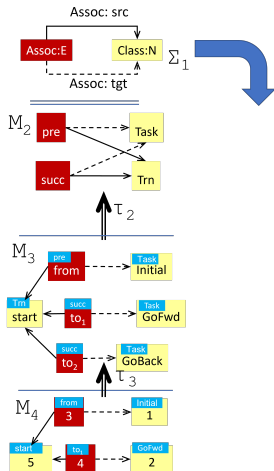 Assoc: src
Assoc:E
Class:N
Σ1
Assoc: tgt
M2
pre
Task
succ
Trn
τ2
M3
pre
from
Task
Initial
Trn
start
succ
to1
Task
GoFwd
succ
to2
Task
GoBack
τ3
M4
from
3
Initial
1
start
5
to1
4
GoFwd
2